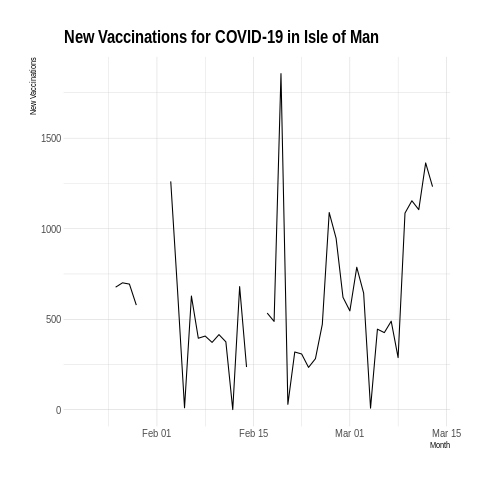 New Vaccinations for COVID-19 in Isle of Man
New Vaccinations
1500
1000
500
0
Feb 01
Feb 15
Mar 01
Mar 15
Month